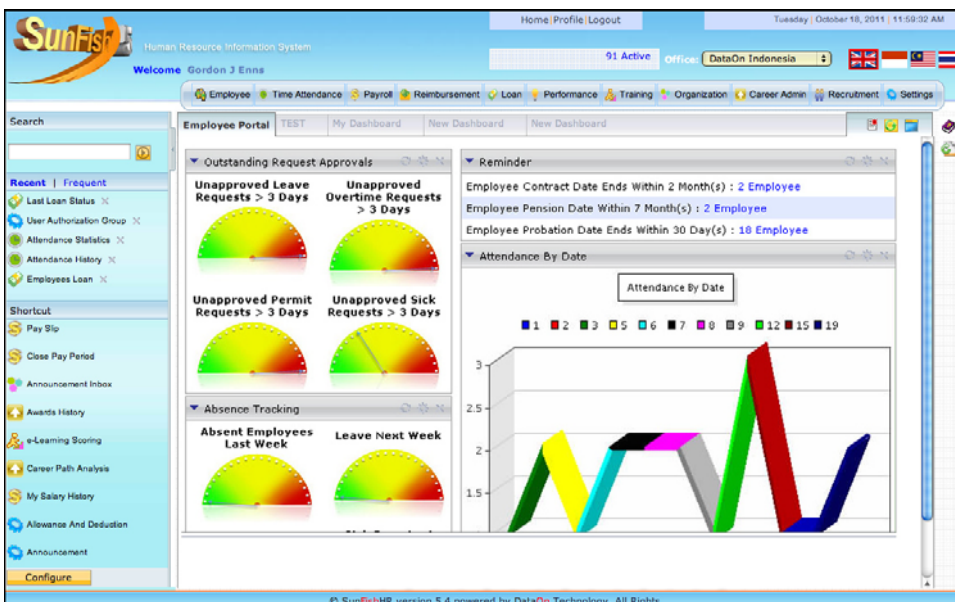 Home|Profile|Logout
Tuesday | October 18, 2011 | 11:59:32 AM
SunFish
Human Resource Information System
91 Active
Office:
DataOn Indonesia
Welcome Gordon J Enns
Employee
Time Attendance
Payroll
Reimbursement
Loan
Performance
Training
Organization
Career Admin
Recruitment
Settings
Search
Recent | Frequent
Last Loan Status
User Authorization Group
Attendance Statistics
Attendance History
Employees Loan
Shortcut
Pay Slip
Close Pay Period
Announcement Inbox
Awards History
e-Learning Scoring
Career Path Analysis
My Salary History
Allowance And Deduction
Announcement
Configure
Employee Portal
TEST
My Dashboard
New Dashboard
New Dashboard
Outstanding Request Approvals
Unapproved Leave
Requests > 3 Days
Unapproved
Overtime Requests
> 3 Days
Unapproved Permit
Requests > 3 Days
Unapproved Sick
Requests > 3 Days
Absence Tracking
Absent Employees
Last Week
Leave Next Week
Reminder
Employee Contract Date Ends Within 2 Month(s) : 2 Employee
Employee Pension Date Within 7 Month(s) : 2 Employee
Employee Probation Date Ends Within 30 Day(s) : 18 Employee
Attendance By Date
Attendance By Date
1 2 3 5 6 7 8 9 12 15 19
3
2.5
2
1.5
© SunFishHR version 5.4 powered by DataOn Technology. All Rights